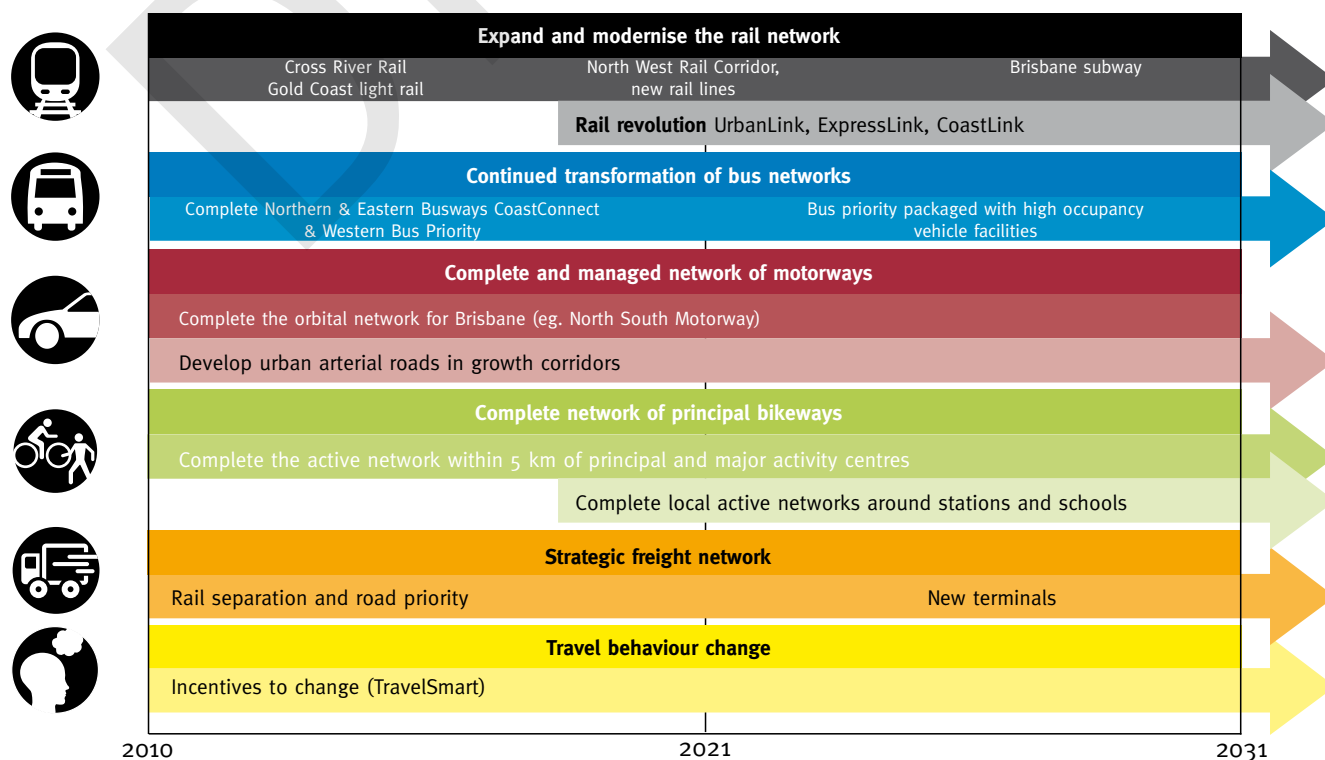 Expand and modernise the rail network
Cross River Rail
Gold Coast light rail
North West Rail Corridor,
new rail lines
Brisbane subway
Rail revolution UrbanLink, ExpressLink, CoastLink
Continued transformation of bus networks
Complete Northern & Eastern Busways CoastConnect
& Western Bus Priority
Bus priority packaged with high occupancy
vehicle facilities
Complete and managed network of motorways
Complete the orbital network for Brisbane (eg. North South Motorway)
Develop urban arterial roads in growth corridors
Complete network of principal bikeways
Complete the active network within 5 km of principal and major activity centres
Complete local active networks around stations and schools
Strategic freight network
Rail separation and road priority
New terminals
Travel behaviour change
Incentives to change (TravelSmart)
2010
2021
2031